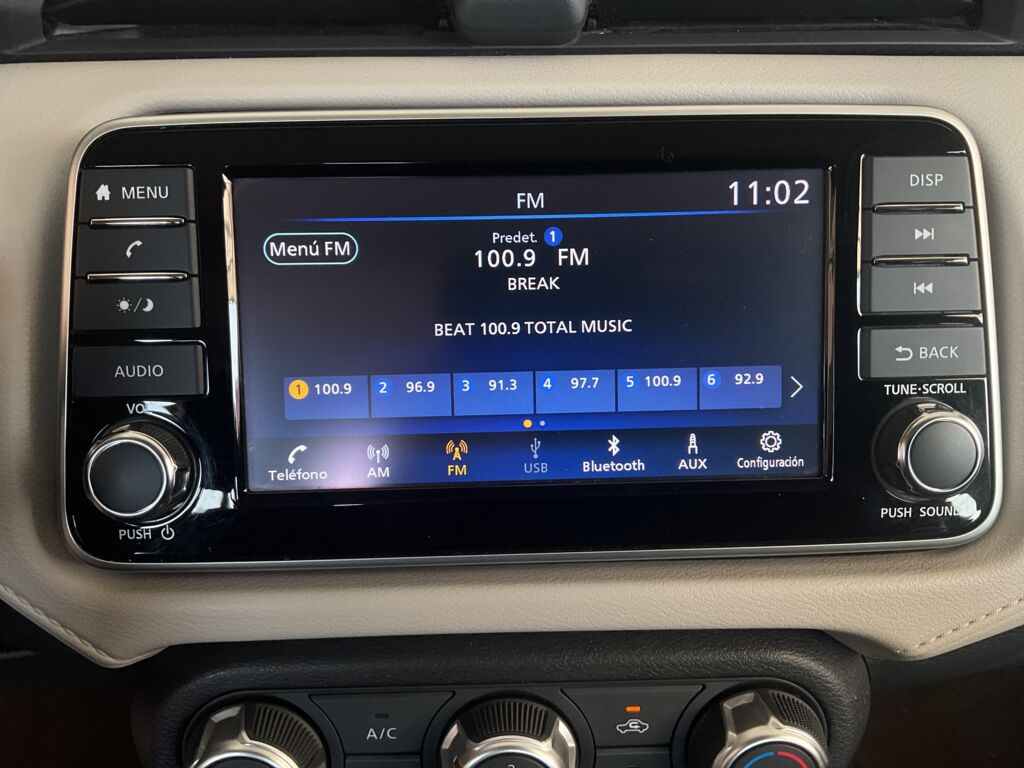 MENU
AUDIO
VOL
PUSH
FM
11:02
Menú FM
Predet. 1
100.9 FM
BREAK
BEAT 100.9 TOTAL MUSIC
1 100.9
2 96.9
3 91.3
4 97.7
5 100.9
6 92.9
Teléfono
AM
FM
USB
Bluetooth
AUX
Configuración
DISP
BACK
TUNE·SCROLL
PUSH SOUND
A/C